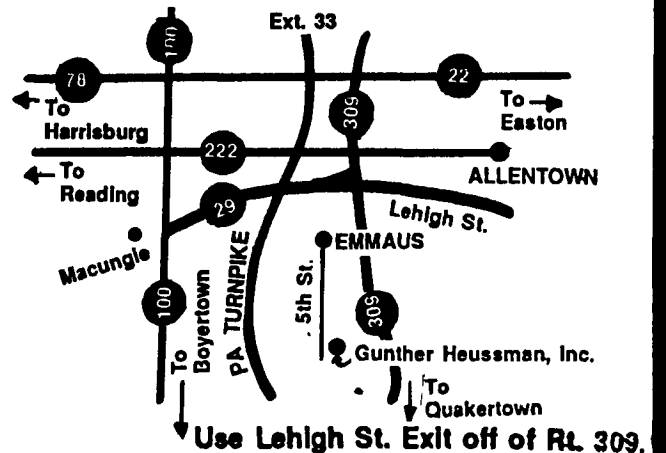 Ext. 33
100
78
22
To
Harrisburg
To
Easton
309
222
To
Reading
ALLENTOWN
29
Lehigh St.
Macungie
PA TURNPIKE
EMMAUS
5th St.
100
309
To
Boyertown
Gunther Heussman, Inc.
To
Quakertown
Use Lehigh St. Exit off of Rt. 309.